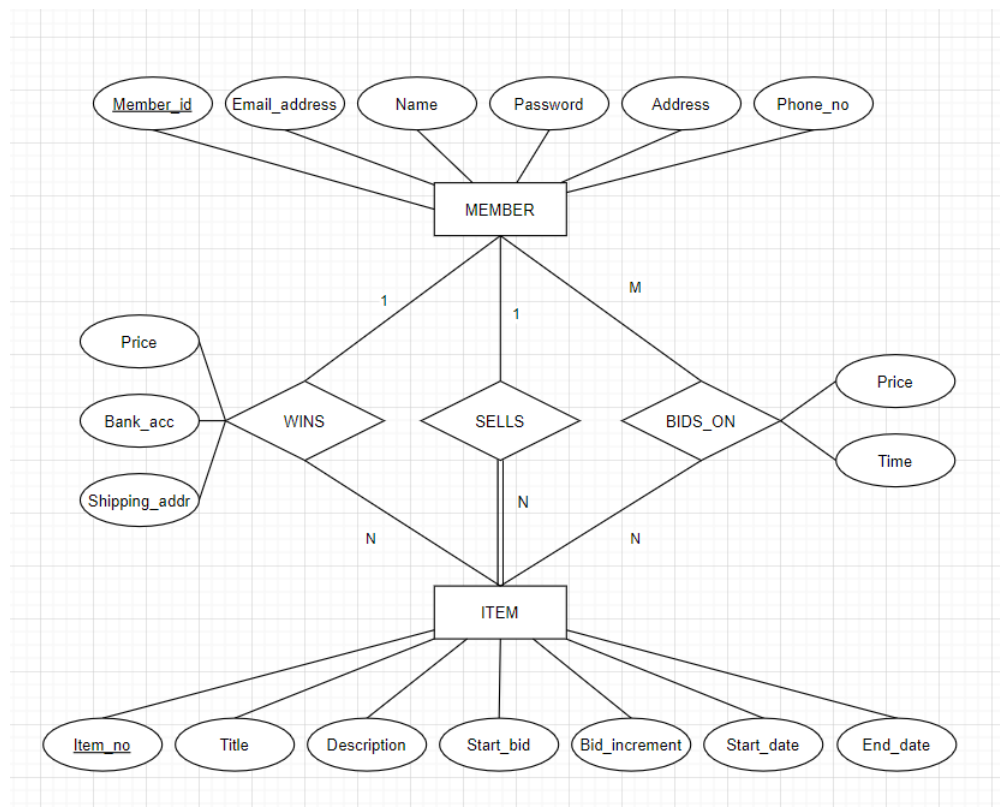 Member_id
Email_address
Name
Password
Address
Phone_no
MEMBER
M
1
1
Price
Price
Bank_acc
WINS
SELLS
BIDS_ON
Time
Shipping_addr
N
N
N
ITEM
Item_no
Title
Description
Start_bid
Bid_increment
Start_date
End_date